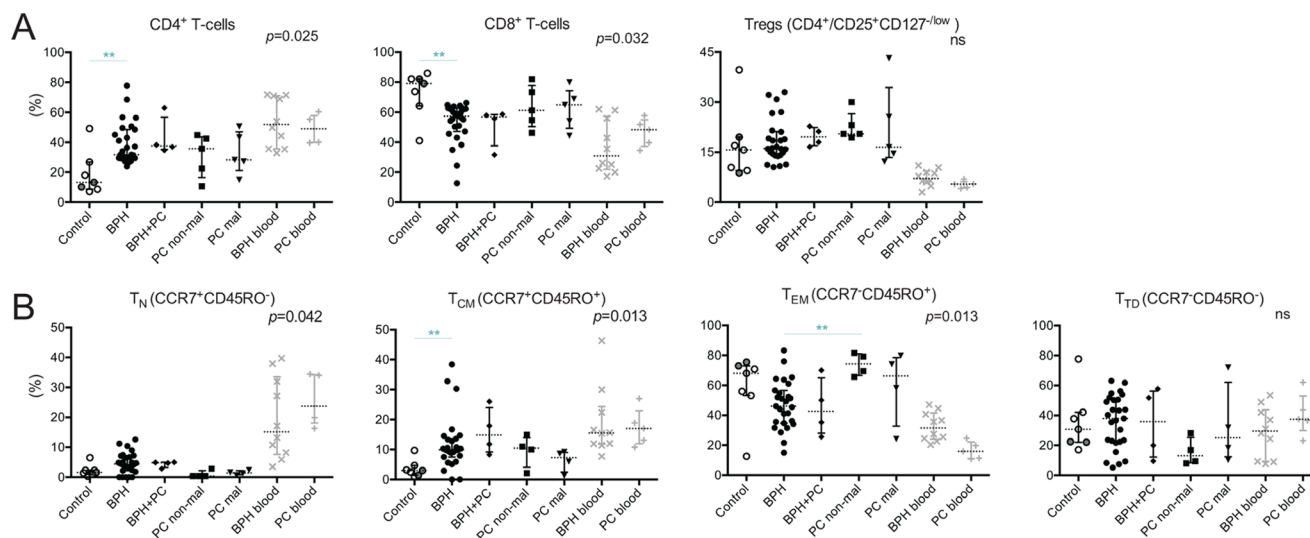 A
CD4⁺ T-cells
p=0.025
**
(%)
100
80
60
40
20
0
Control
BPH
BPH+PC
PC non-mal
PC mal
BPH blood
PC blood
CD8⁺ T-cells
p=0.032
**
100
80
60
40
20
0
Control
BPH
BPH+PC
PC non-mal
PC mal
BPH blood
PC blood
Tregs (CD4⁺/CD25⁺CD127⁻/ˡᵒʷ)
ns
45
30
15
0
Control
BPH
BPH+PC
PC non-mal
PC mal
BPH blood
PC blood
B
T_N (CCR7⁺CD45RO⁻)
p=0.042
(%)
50
40
30
20
10
0
Control
BPH
BPH+PC
PC non-mal
PC mal
BPH blood
PC blood
T_CM (CCR7⁺CD45RO⁺)
p=0.013
**
50
40
30
20
10
0
Control
BPH
BPH+PC
PC non-mal
PC mal
BPH blood
PC blood
T_EM (CCR7⁻CD45RO⁺)
p=0.013
**
100
80
60
40
20
0
Control
BPH
BPH+PC
PC non-mal
PC mal
BPH blood
PC blood
T_TD (CCR7⁻CD45RO⁻)
ns
100
80
60
40
20
0
Control
BPH
BPH+PC
PC non-mal
PC mal
BPH blood
PC blood